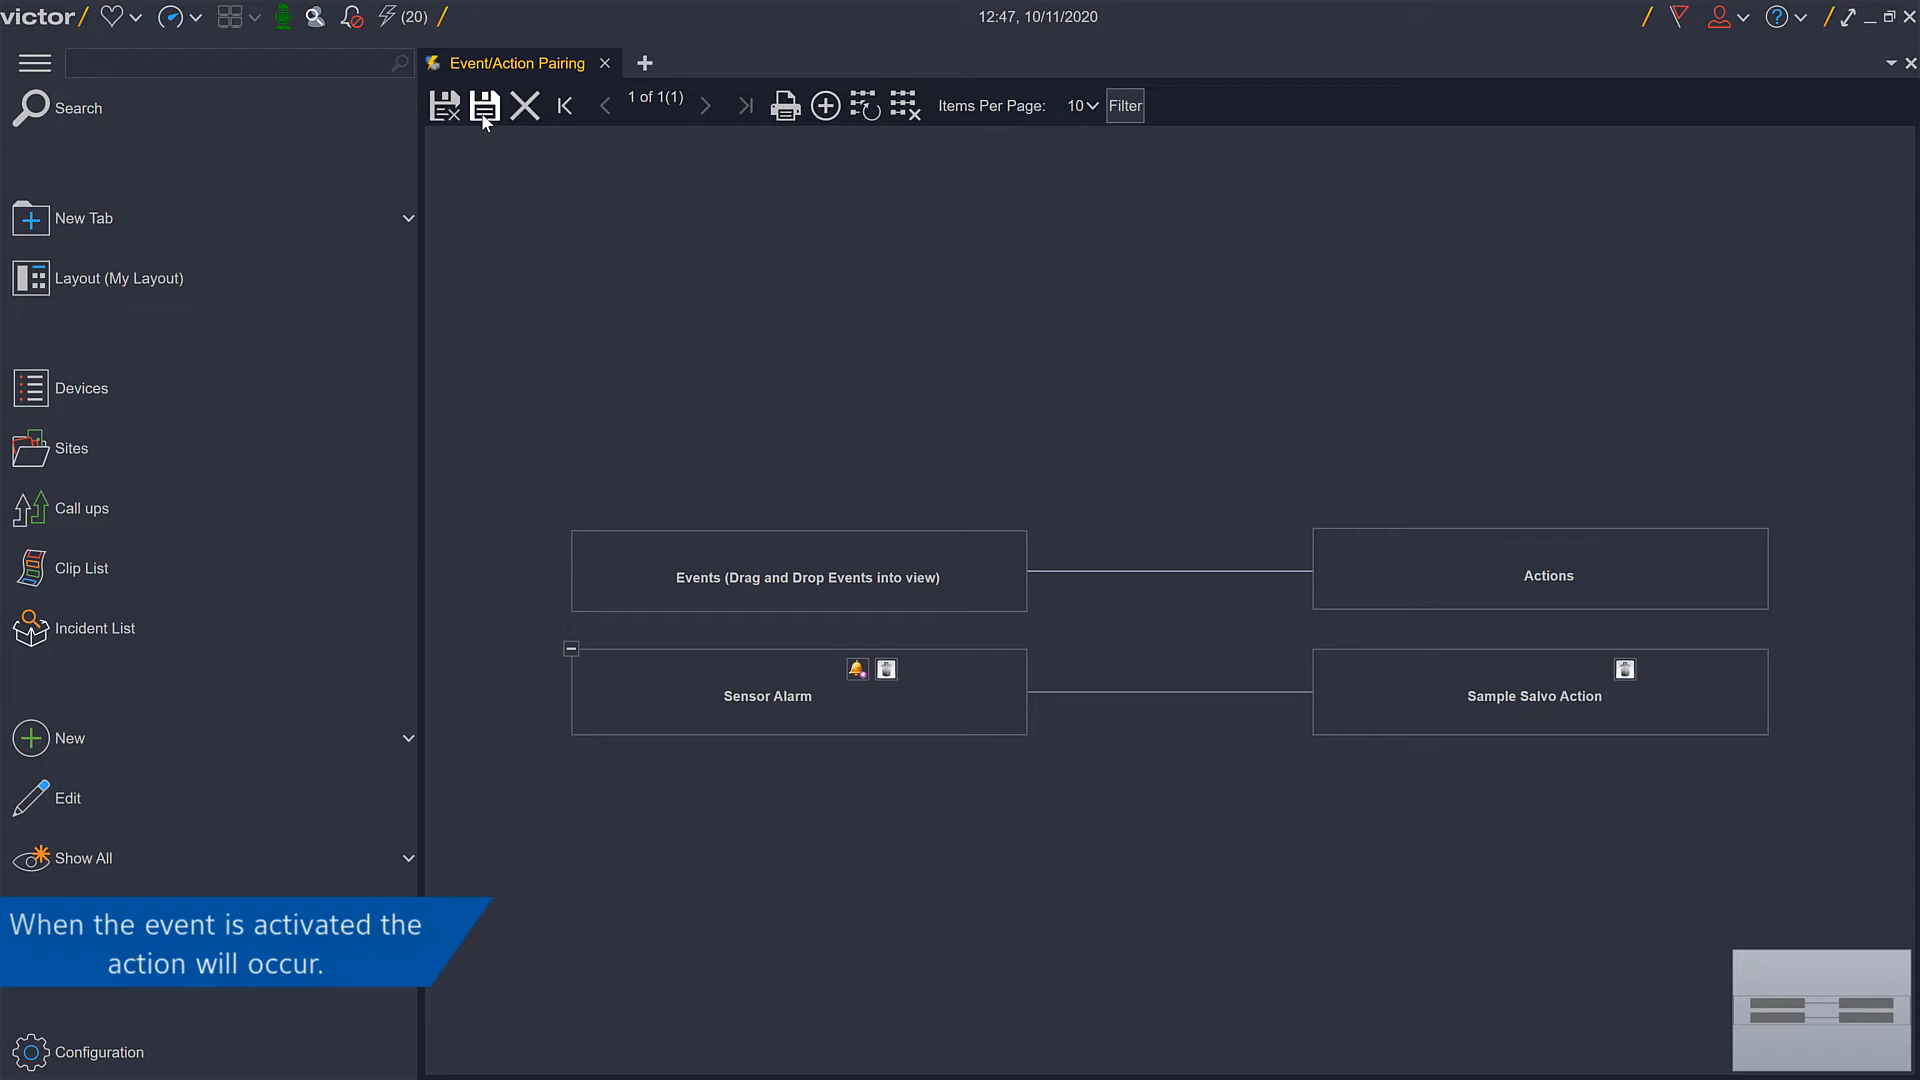 victor
(20)
12:47, 10/11/2020
Event/Action Pairing
1 of 1(1)
Items Per Page:
10
Filter
Search
New Tab
Layout (My Layout)
Devices
Sites
Call ups
Clip List
Incident List
New
Edit
Show All
Configuration
Events (Drag and Drop Events into view)
Actions
Sensor Alarm
Sample Salvo Action
When the event is activated the
action will occur.